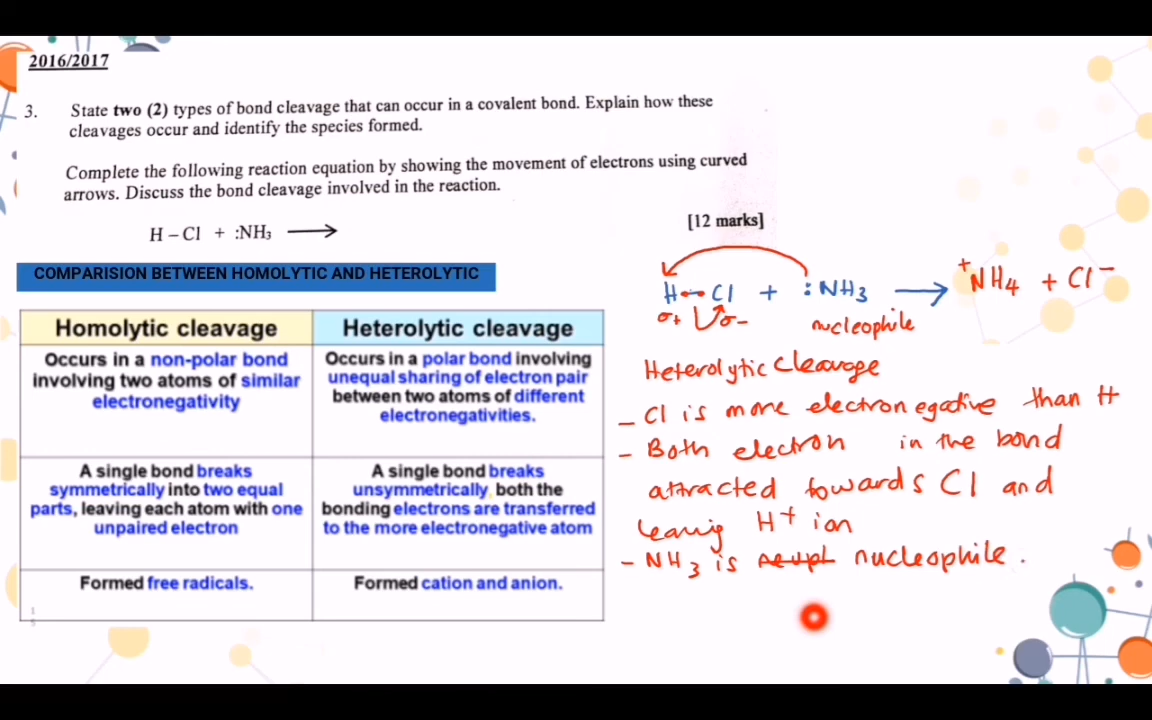 2016/2017
3. State two (2) types of bond cleavage that can occur in a covalent bond. Explain how these
cleavages occur and identify the species formed.
Complete the following reaction equation by showing the movement of electrons using curved
arrows. Discuss the bond cleavage involved in the reaction.
H – Cl + :NH₃ ⟶
[12 marks]
COMPARISION BETWEEN HOMOLYTIC AND HETEROLYTIC
Homolytic cleavage
Heterolytic cleavage
Occurs in a non-polar bond
involving two atoms of similar
electronegativity
Occurs in a polar bond involving
unequal sharing of electron pair
between two atoms of different
electronegativities.
A single bond breaks
symmetrically into two equal
parts, leaving each atom with one
unpaired electron
A single bond breaks
unsymmetrically, both the
bonding electrons are transferred
to the more electronegative atom
Formed free radicals.
Formed cation and anion.
H – Cl + :NH3 ⟶ +NH4 + Cl–
σ+ σ– nucleophile
Heterolytic Cleavage
– Cl is more electronegative than H
– Both electron in the bond
attracted towards Cl and
leaving H+ ion
– NH3 is nucleophile.